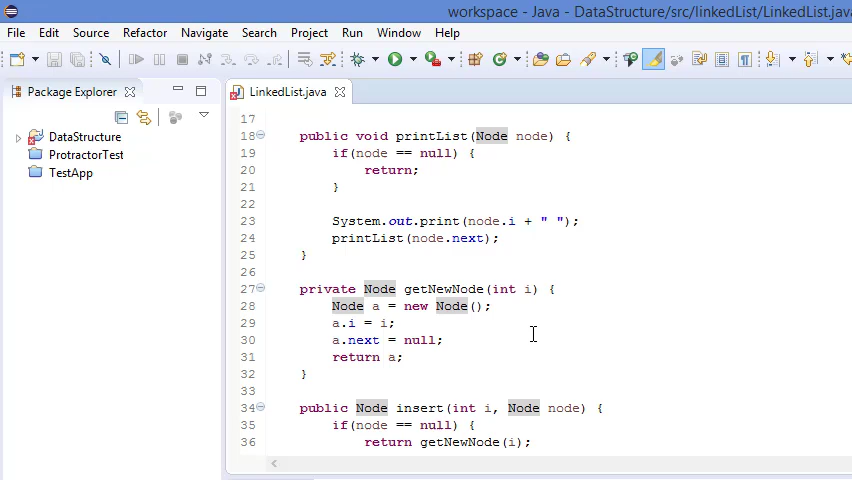 workspace - Java - DataStructure/src/linkedList/LinkedList.java
File Edit Source Refactor Navigate Search Project Run Window Help
Package Explorer
LinkedList.java
DataStructure
ProtractorTest
TestApp
17
18 public void printList(Node node) {
19 if(node == null) {
20 return;
21 }
22
23 System.out.print(node.i + " ");
24 printList(node.next);
25 }
26
27 private Node getNewNode(int i) {
28 Node a = new Node();
29 a.i = i;
30 a.next = null;
31 return a;
32 }
33
34 public Node insert(int i, Node node) {
35 if(node == null) {
36 return getNewNode(i);